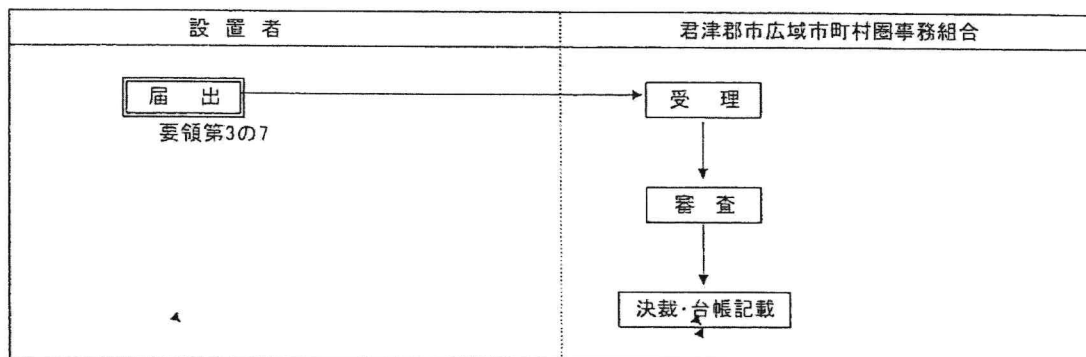 設置者
君津郡市広域市町村圏事務組合
届出
受理
要領第3の7
審査
決裁・台帳記載